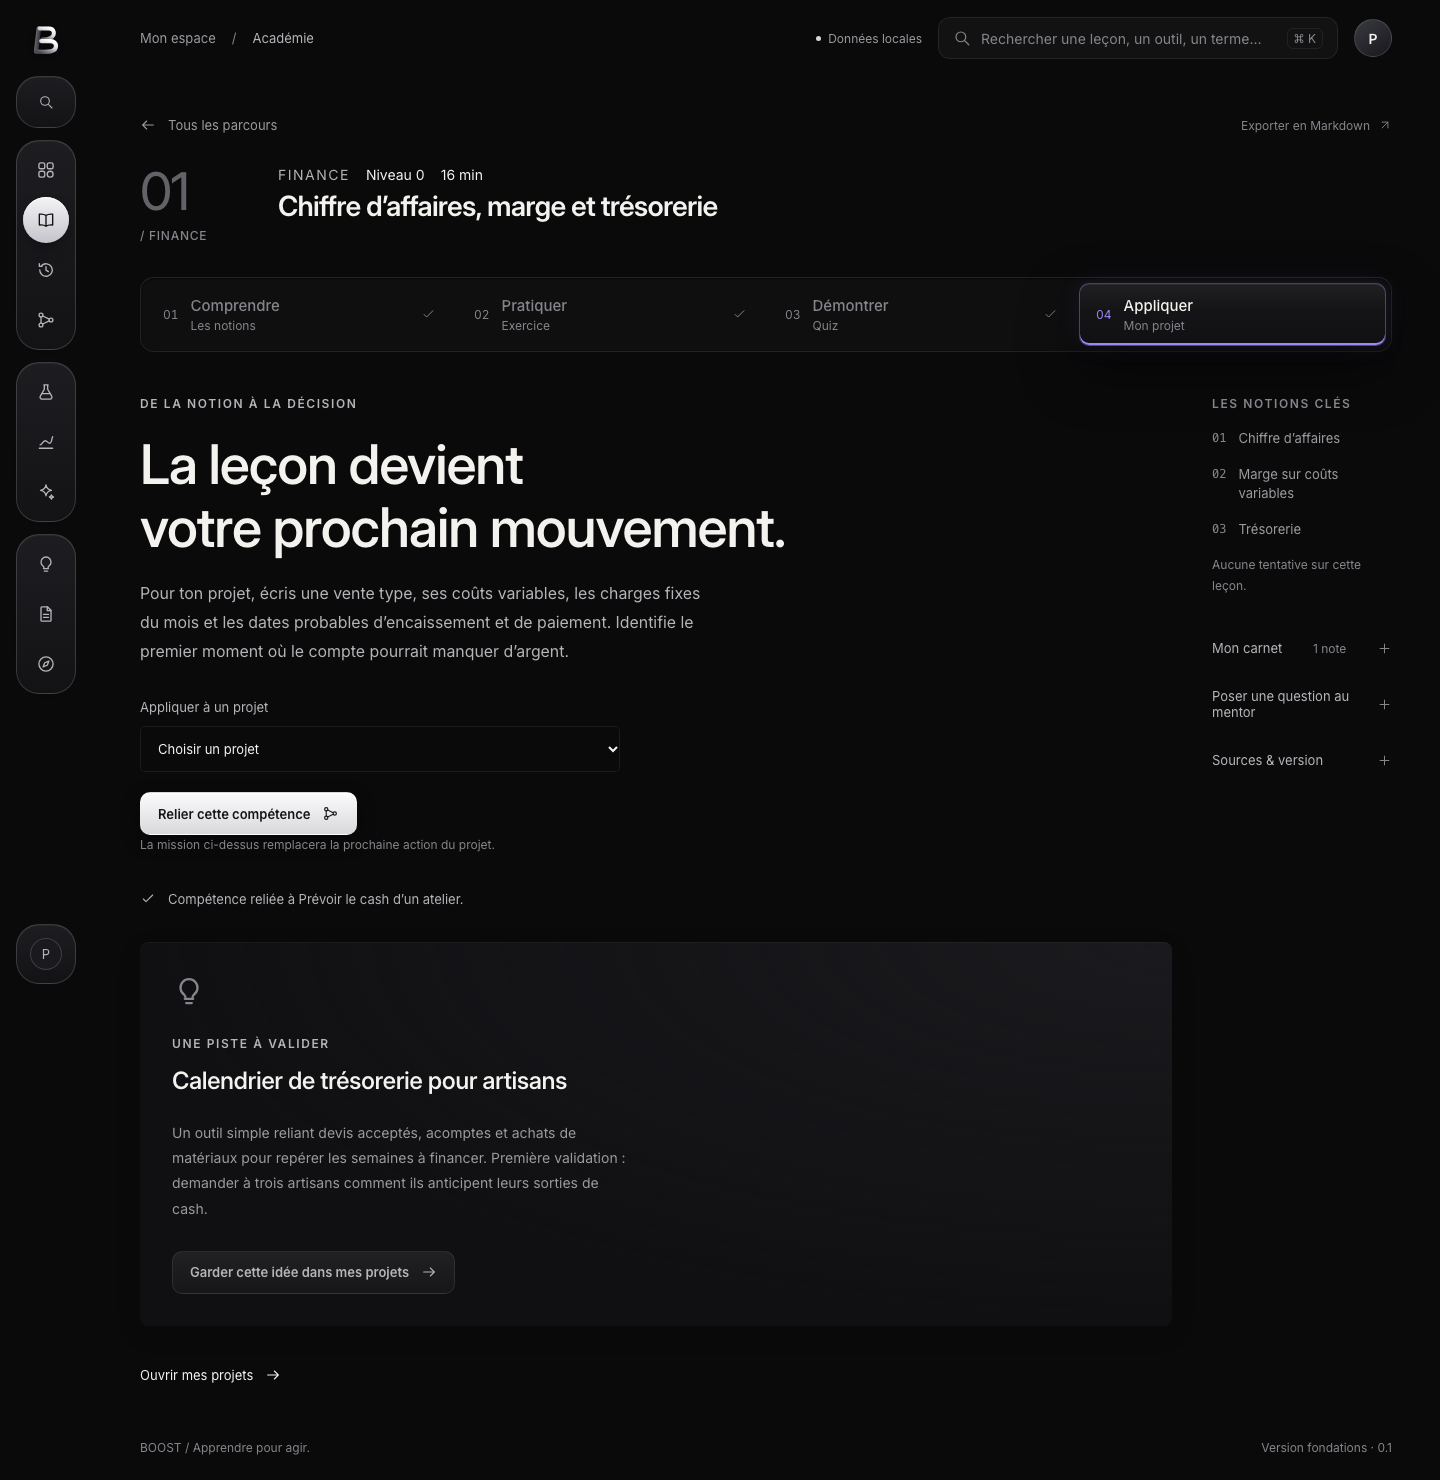 B
Mon espace / Académie
Données locales
Rechercher une leçon, un outil, un terme...
⌘ K
P
Tous les parcours
Exporter en Markdown
01
/ FINANCE
FINANCE Niveau 0 16 min
Chiffre d’affaires, marge et trésorerie
01 Comprendre
Les notions
02 Pratiquer
Exercice
03 Démontrer
Quiz
04 Appliquer
Mon projet
DE LA NOTION À LA DÉCISION
La leçon devient
votre prochain mouvement.
Pour ton projet, écris une vente type, ses coûts variables, les charges fixes
du mois et les dates probables d’encaissement et de paiement. Identifie le
premier moment où le compte pourrait manquer d’argent.
Appliquer à un projet
Choisir un projet
Relier cette compétence
La mission ci-dessus remplacera la prochaine action du projet.
Compétence reliée à Prévoir le cash d’un atelier.
UNE PISTE À VALIDER
Calendrier de trésorerie pour artisans
Un outil simple reliant devis acceptés, acomptes et achats de
matériaux pour repérer les semaines à financer. Première validation :
demander à trois artisans comment ils anticipent leurs sorties de
cash.
Garder cette idée dans mes projets
Ouvrir mes projets
LES NOTIONS CLÉS
01 Chiffre d’affaires
02 Marge sur coûts
variables
03 Trésorerie
Aucune tentative sur cette
leçon.
Mon carnet 1 note
Poser une question au
mentor
Sources & version
P
BOOST / Apprendre pour agir.
Version fondations · 0.1